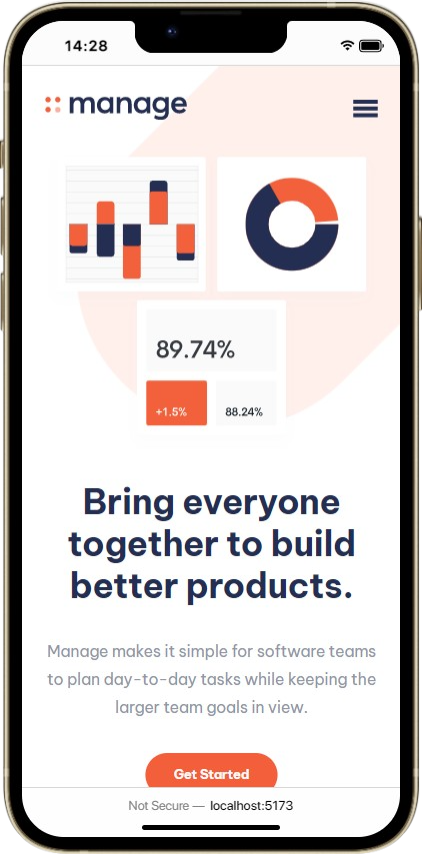 14:28
manage
89.74%
+1.5%
88.24%
Bring everyone
together to build
better products.
Manage makes it simple for software teams
to plan day-to-day tasks while keeping the
larger team goals in view.
Get Started
Not Secure — localhost:5173